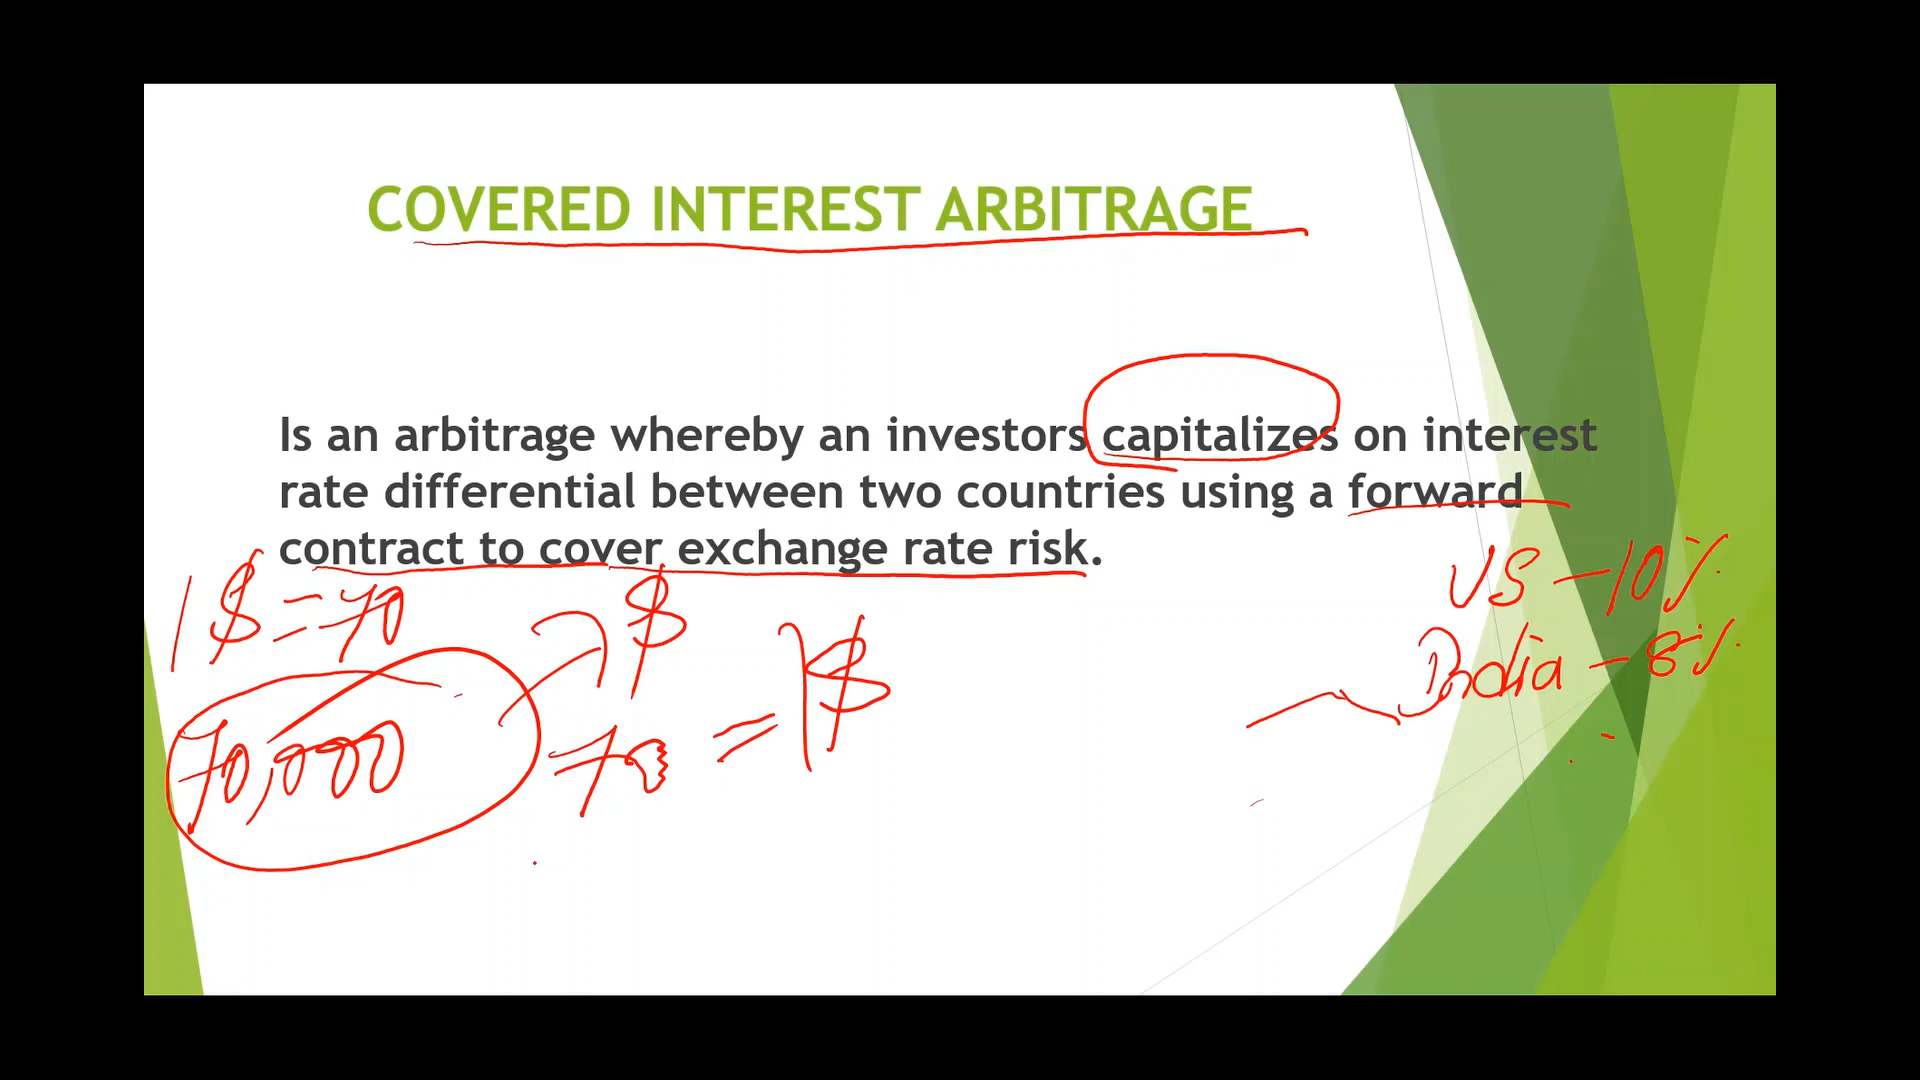 COVERED INTEREST ARBITRAGE
Is an arbitrage whereby an investors capitalizes on interest
rate differential between two countries using a forward
contract to cover exchange rate risk.
US - 10%
1 $ = 70
$
India - 8%
70,000
70 = 1$